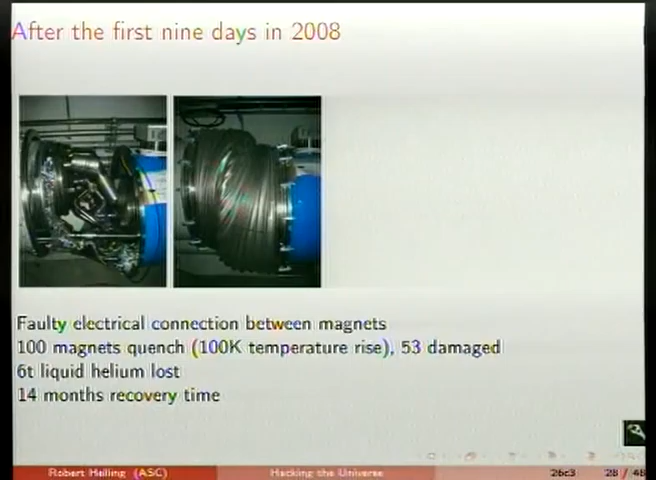 After the first nine days in 2008
Faulty electrical connection between magnets
100 magnets quench (100K temperature rise), 53 damaged
6t liquid helium lost
14 months recovery time
Robert Helling (ASC)
Hacking the Universe
26c3
28 / 48